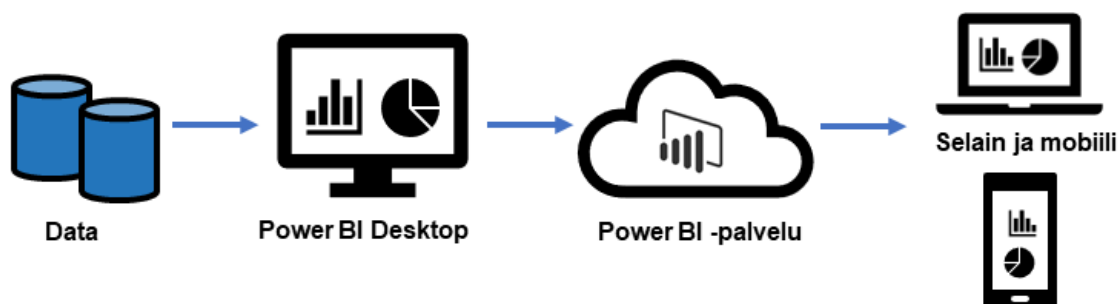 Data
Power BI Desktop
Power BI -palvelu
Selain ja mobiili